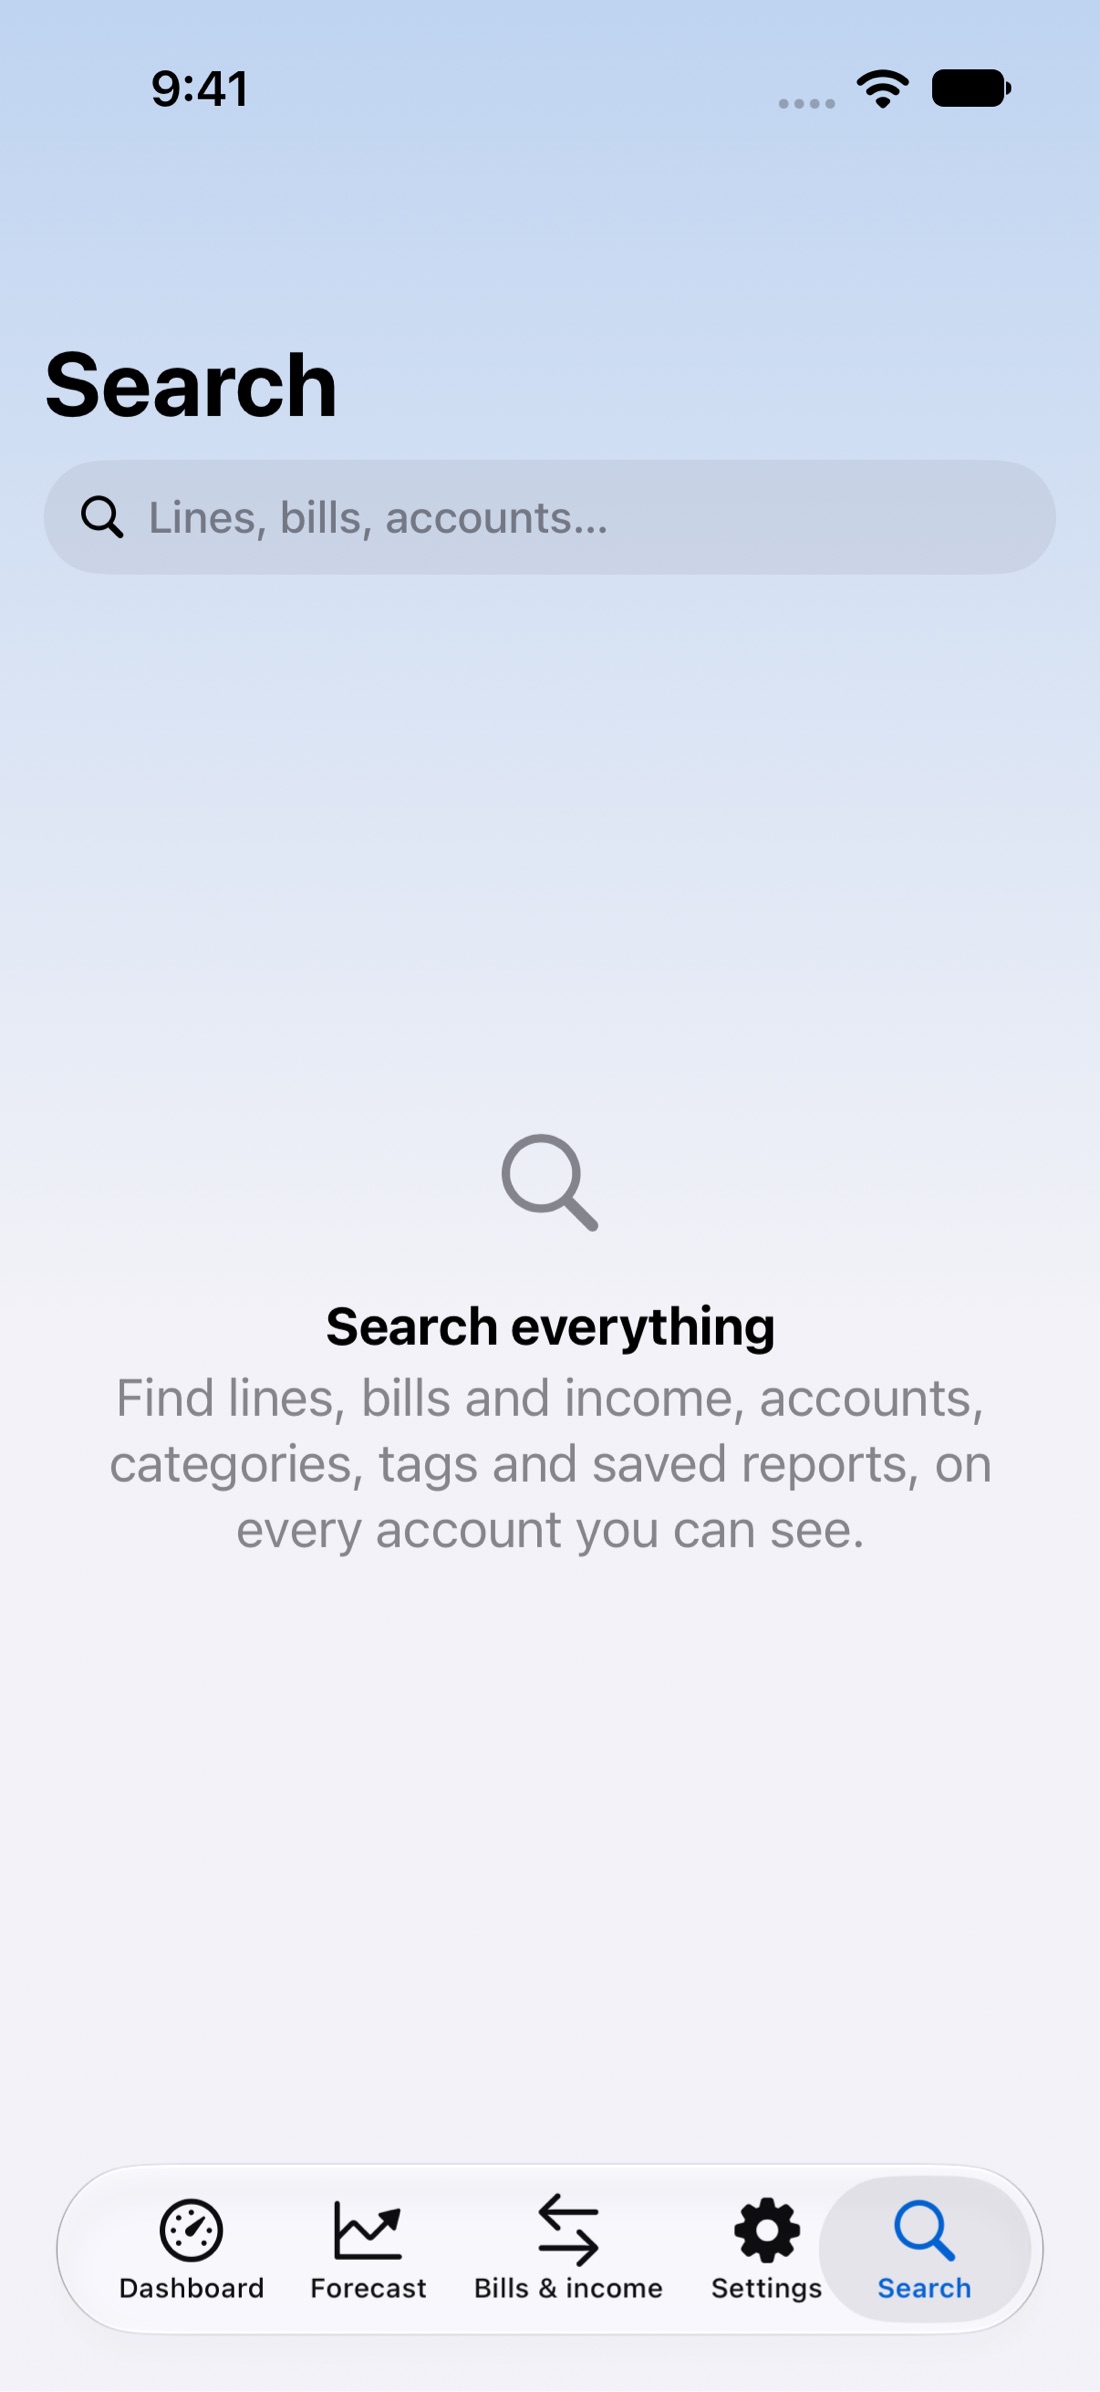 9:41
Search
Lines, bills, accounts...
Search everything
Find lines, bills and income, accounts,
categories, tags and saved reports, on
every account you can see.
Dashboard
Forecast
Bills & income
Settings
Search